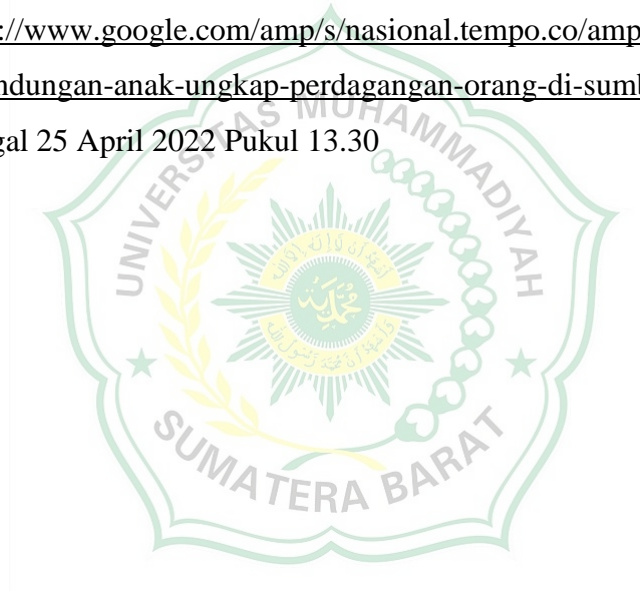 ://www.google.com/amp/s/nasional.tempo.co/amp
ndungan-anak-ungkap-perdagangan-orang-di-sumb
gal 25 April 2022 Pukul 13.30
UNIVERSITAS MUHAMMADIYAH
محمدية
SUMATERA BARAT